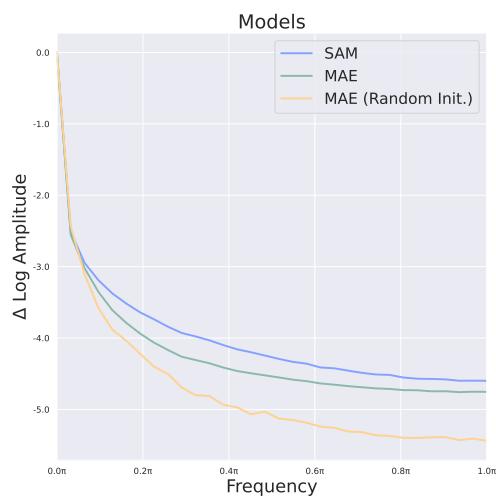 Models
SAM
MAE
MAE (Random Init.)
Δ Log Amplitude
0.0
-1.0
-2.0
-3.0
-4.0
-5.0
0.0π 0.2π 0.4π 0.6π 0.8π 1.0π
Frequency